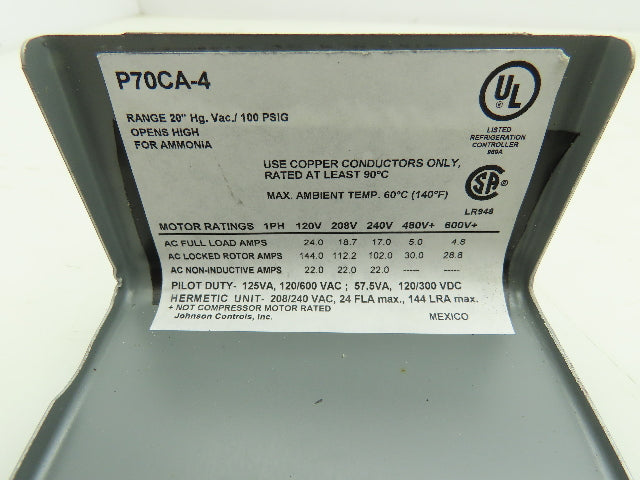 P70CA-4
RANGE 20" Hg. Vac./ 100 PSIG
OPENS HIGH
FOR AMMONIA
UL
®
LISTED
REFRIGERATION
CONTROLLER
989A
USE COPPER CONDUCTORS ONLY,
RATED AT LEAST 90°C
MAX. AMBIENT TEMP. 60°C (140°F)
SA
®
LR948
MOTOR RATINGS 1PH 120V 208V 240V 480V+ 600V+
AC FULL LOAD AMPS 24.0 18.7 17.0 5.0 4.8
AC LOCKED ROTOR AMPS 144.0 112.2 102.0 30.0 28.8
AC NON-INDUCTIVE AMPS 22.0 22.0 22.0 ----- -----
PILOT DUTY- 125VA, 120/600 VAC ; 57.5VA, 120/300 VDC
HERMETIC UNIT- 208/240 VAC, 24 FLA max., 144 LRA max.
+ NOT COMPRESSOR MOTOR RATED
Johnson Controls, Inc. MEXICO